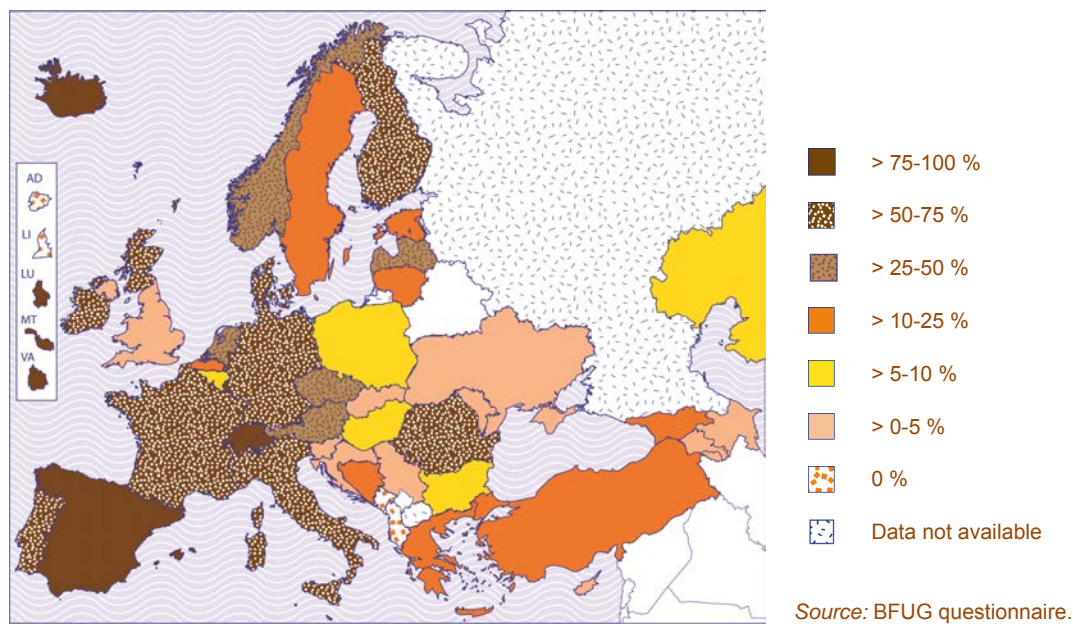 AD
LI
LU
MT
VA
> 75-100 %
> 50-75 %
> 25-50 %
> 10-25 %
> 5-10 %
> 0-5 %
0 %
Data not available
Source: BFUG questionnaire.